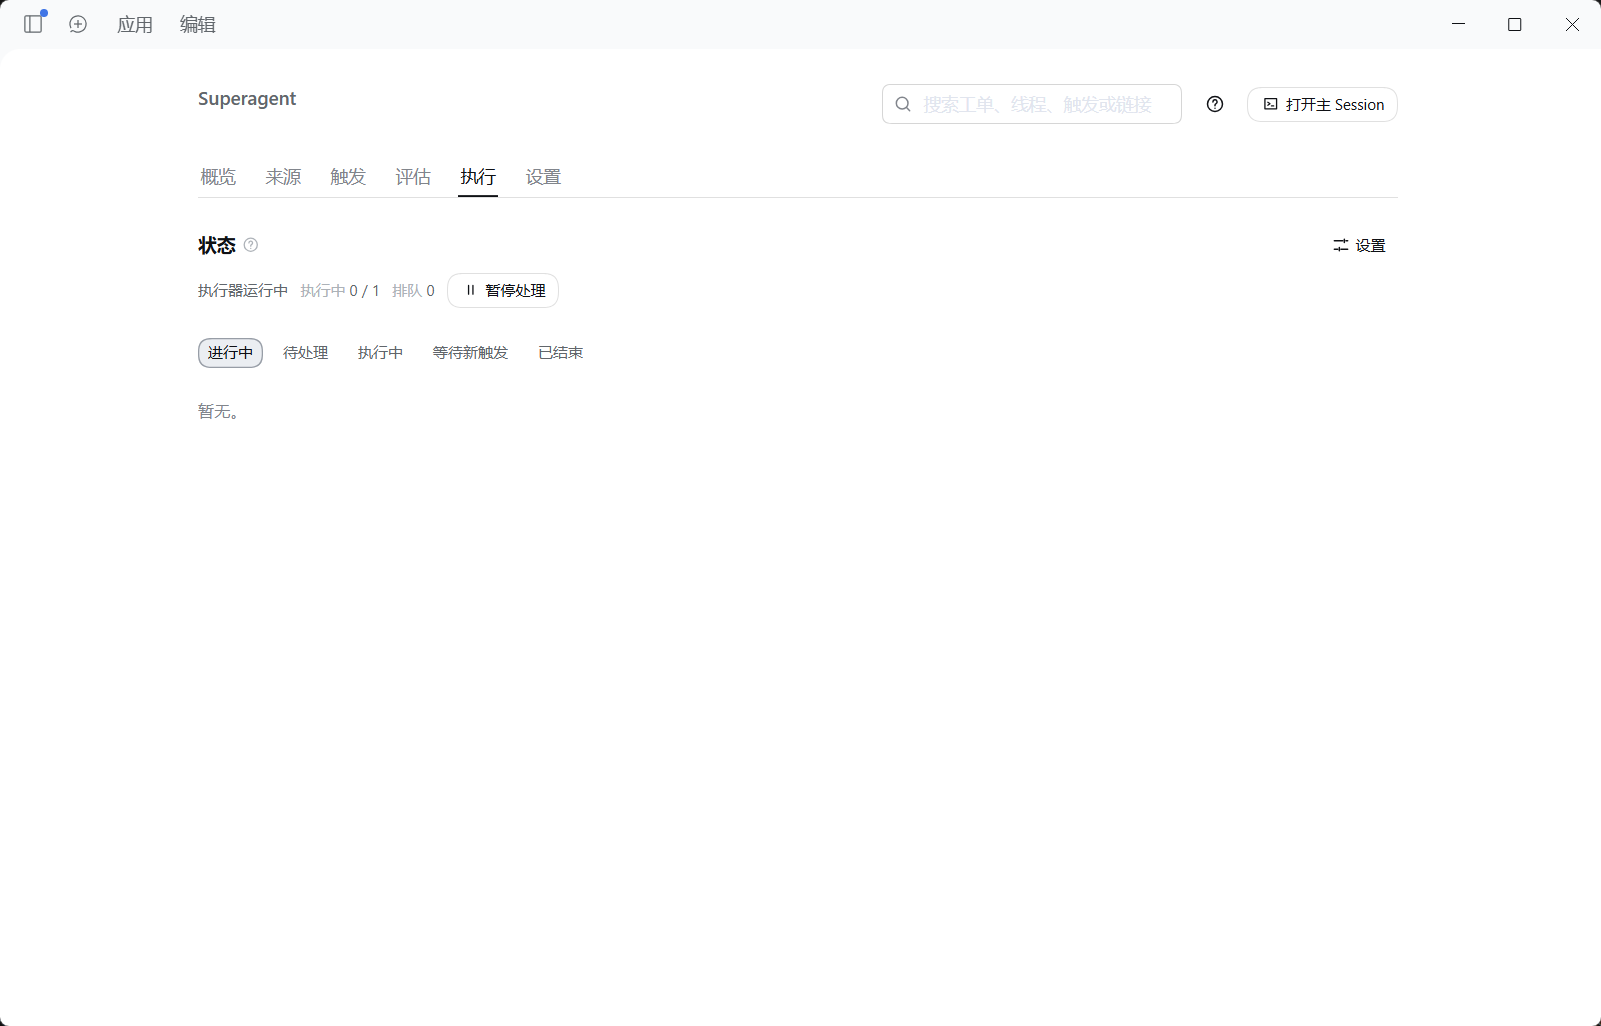 应用 编辑
Superagent
搜索工单、线程、触发或链接
打开主 Session
概览 来源 触发 评估 执行 设置
状态
设置
执行器运行中 执行中 0 / 1 排队 0 暂停处理
进行中 待处理 执行中 等待新触发 已结束
暂无。